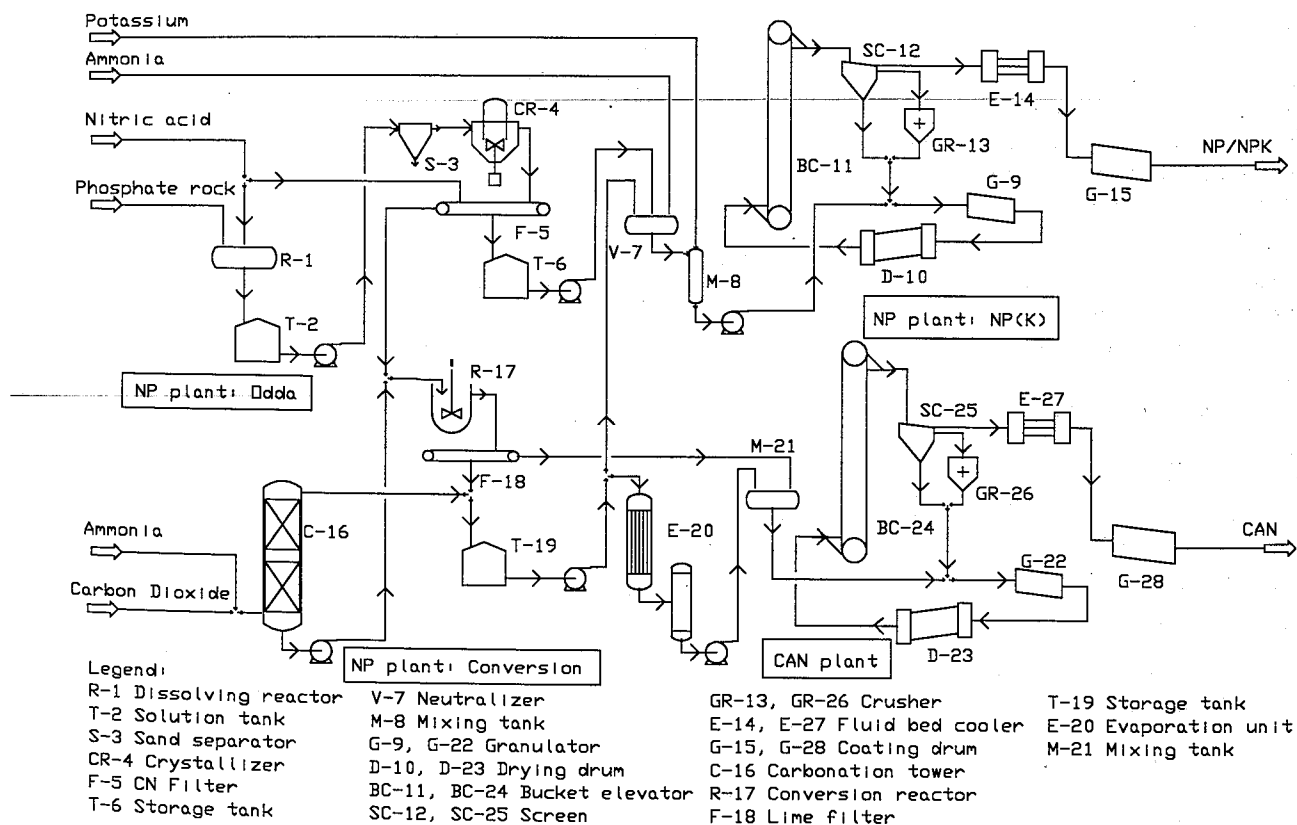 Potassium
Ammonia
Nitric acid
Phosphate rock
R-1
T-2
S-3
CR-4
F-5
T-6
V-7
M-8
BC-11
SC-12
GR-13
E-14
G-9
D-10
G-15
NP/NPK
NP plant: Odda
NP plant: NP(K)
R-17
F-18
C-16
Ammonia
Carbon Dioxide
T-19
E-20
M-21
BC-24
SC-25
GR-26
E-27
G-22
D-23
G-28
CAN
NP plant: Conversion
CAN plant
Legend:
R-1 Dissolving reactor
T-2 Solution tank
S-3 Sand separator
CR-4 Crystallizer
F-5 CN Filter
T-6 Storage tank
V-7 Neutralizer
M-8 Mixing tank
G-9, G-22 Granulator
D-10, D-23 Drying drum
BC-11, BC-24 Bucket elevator
SC-12, SC-25 Screen
GR-13, GR-26 Crusher
E-14, E-27 Fluid bed cooler
G-15, G-28 Coating drum
C-16 Carbonation tower
R-17 Conversion reactor
F-18 Lime filter
T-19 Storage tank
E-20 Evaporation unit
M-21 Mixing tank